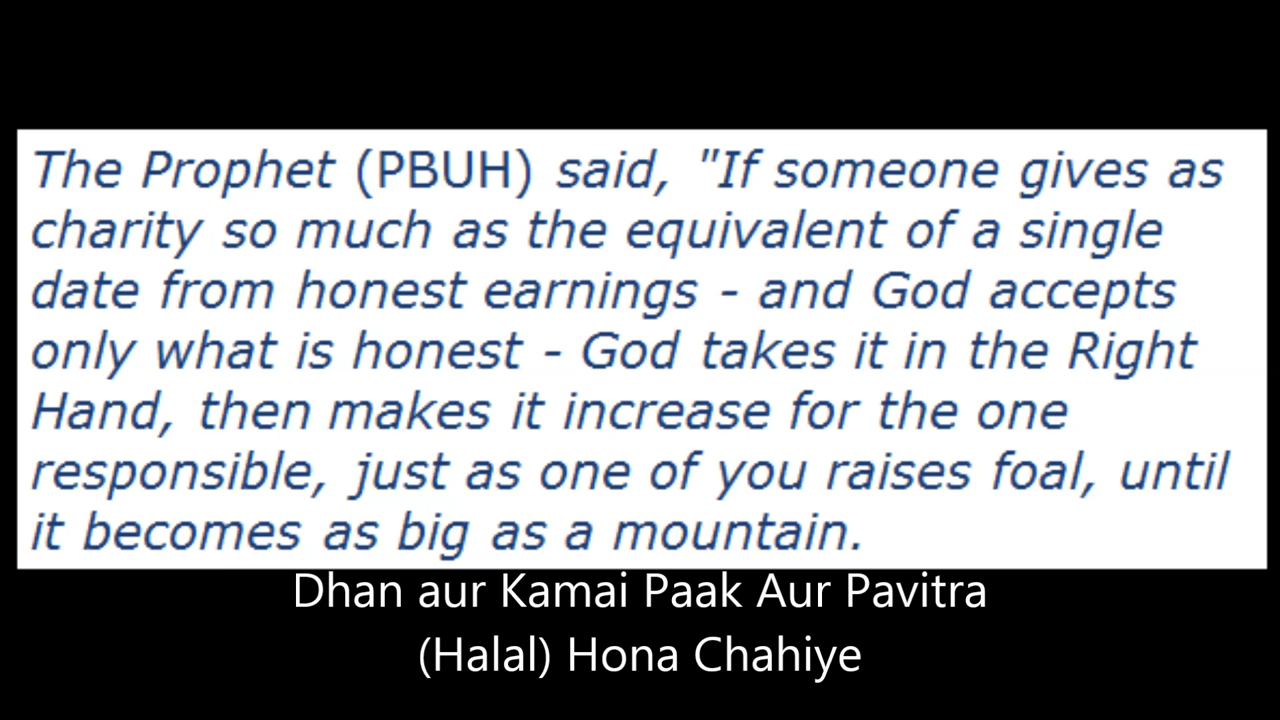 The Prophet (PBUH) said, "If someone gives as
charity so much as the equivalent of a single
date from honest earnings - and God accepts
only what is honest - God takes it in the Right
Hand, then makes it increase for the one
responsible, just as one of you raises foal, until
it becomes as big as a mountain.
Dhan aur Kamai Paak Aur Pavitra
(Halal) Hona Chahiye